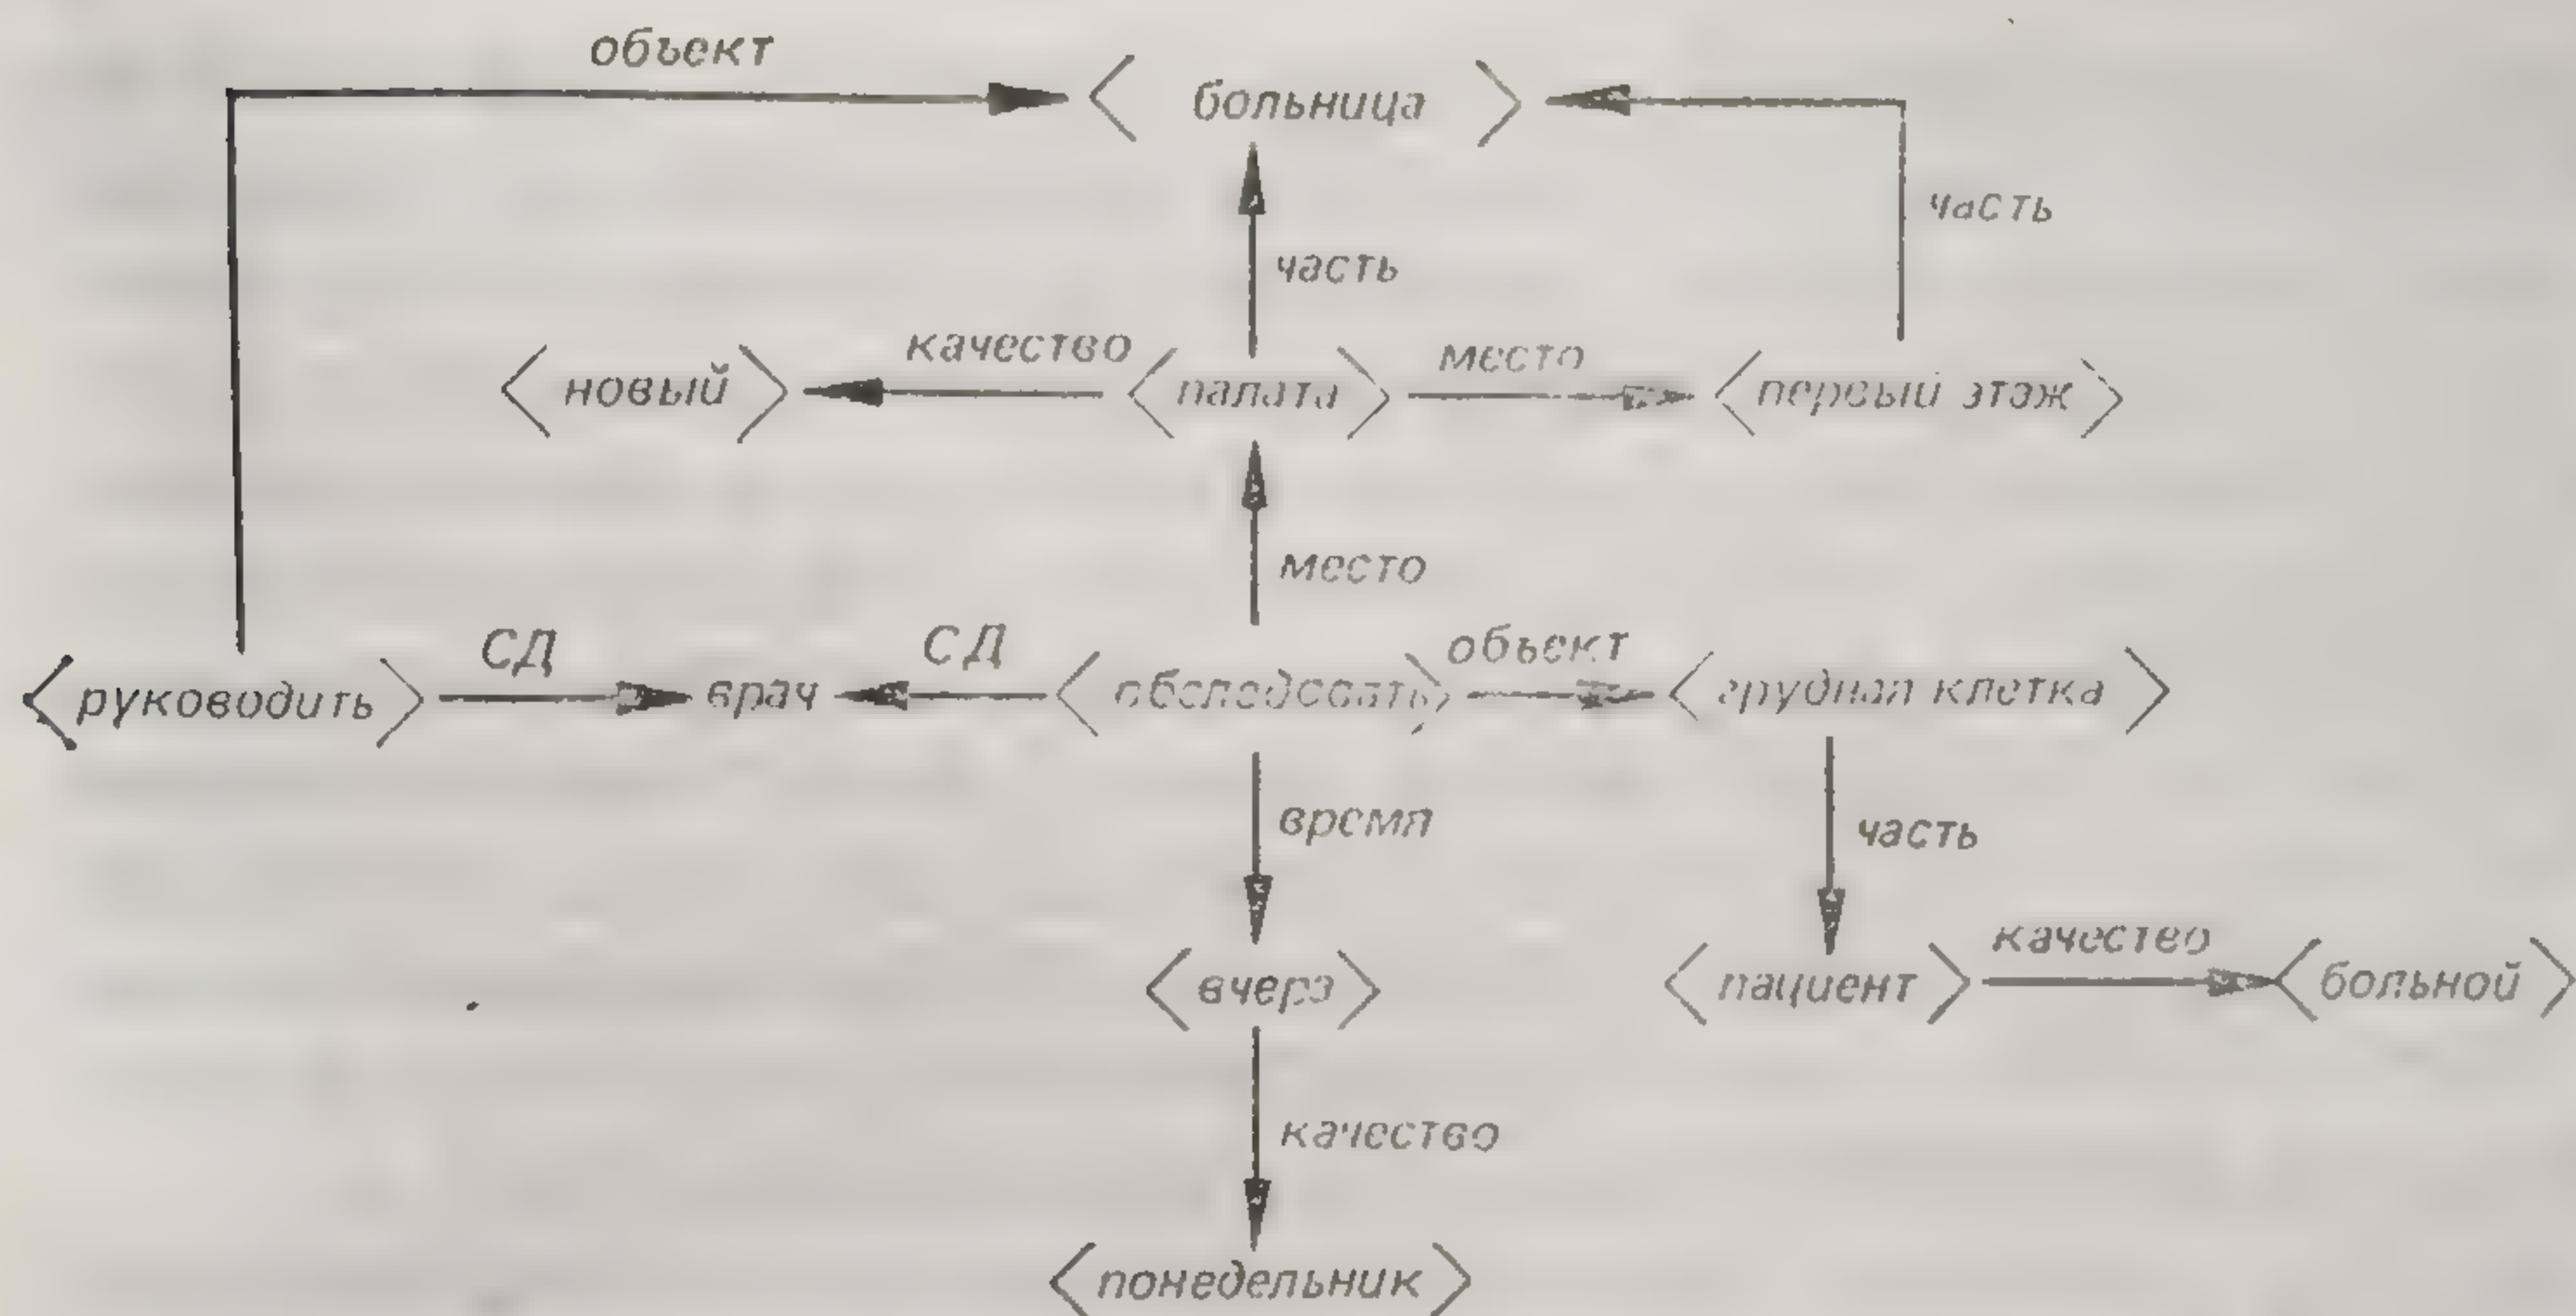 объект
< больница >
часть
часть
качество
место
< новый > < палата > < первый этаж >
место
СД СД объект
< руководить > врач < обследовать > < грудная клетка >
время
часть
качество
< вчера > < пациент > < больной >
качество
< понедельник >